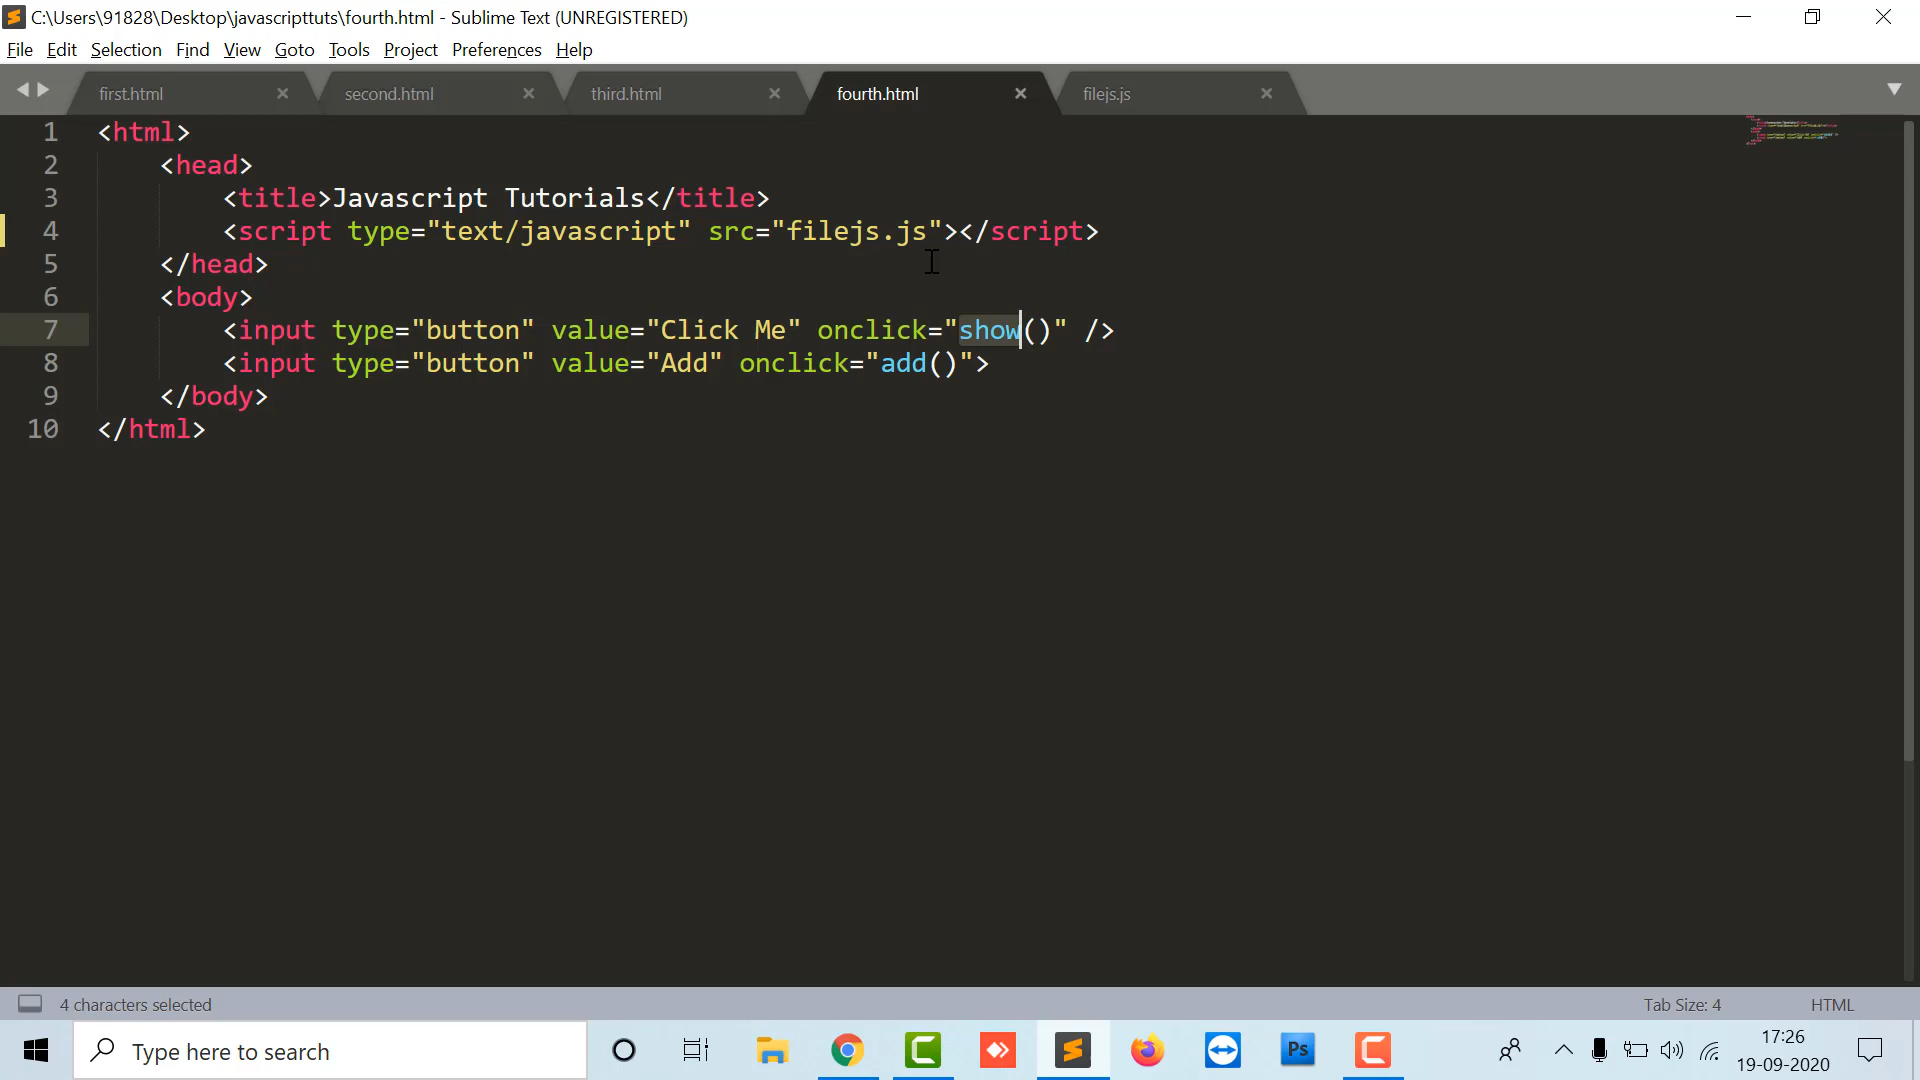 C:\Users\91828\Desktop\javascripttuts\fourth.html - Sublime Text (UNREGISTERED)
File Edit Selection Find View Goto Tools Project Preferences Help
first.html second.html third.html fourth.html filejs.js
1 <html>
2 <head>
3 <title>Javascript Tutorials</title>
4 <script type="text/javascript" src="filejs.js"></script>
5 </head>
6 <body>
7 <input type="button" value="Click Me" onclick="show()" />
8 <input type="button" value="Add" onclick="add()">
9 </body>
10 </html>
4 characters selected Tab Size: 4 HTML
Type here to search Ps 17:26
19-09-2020